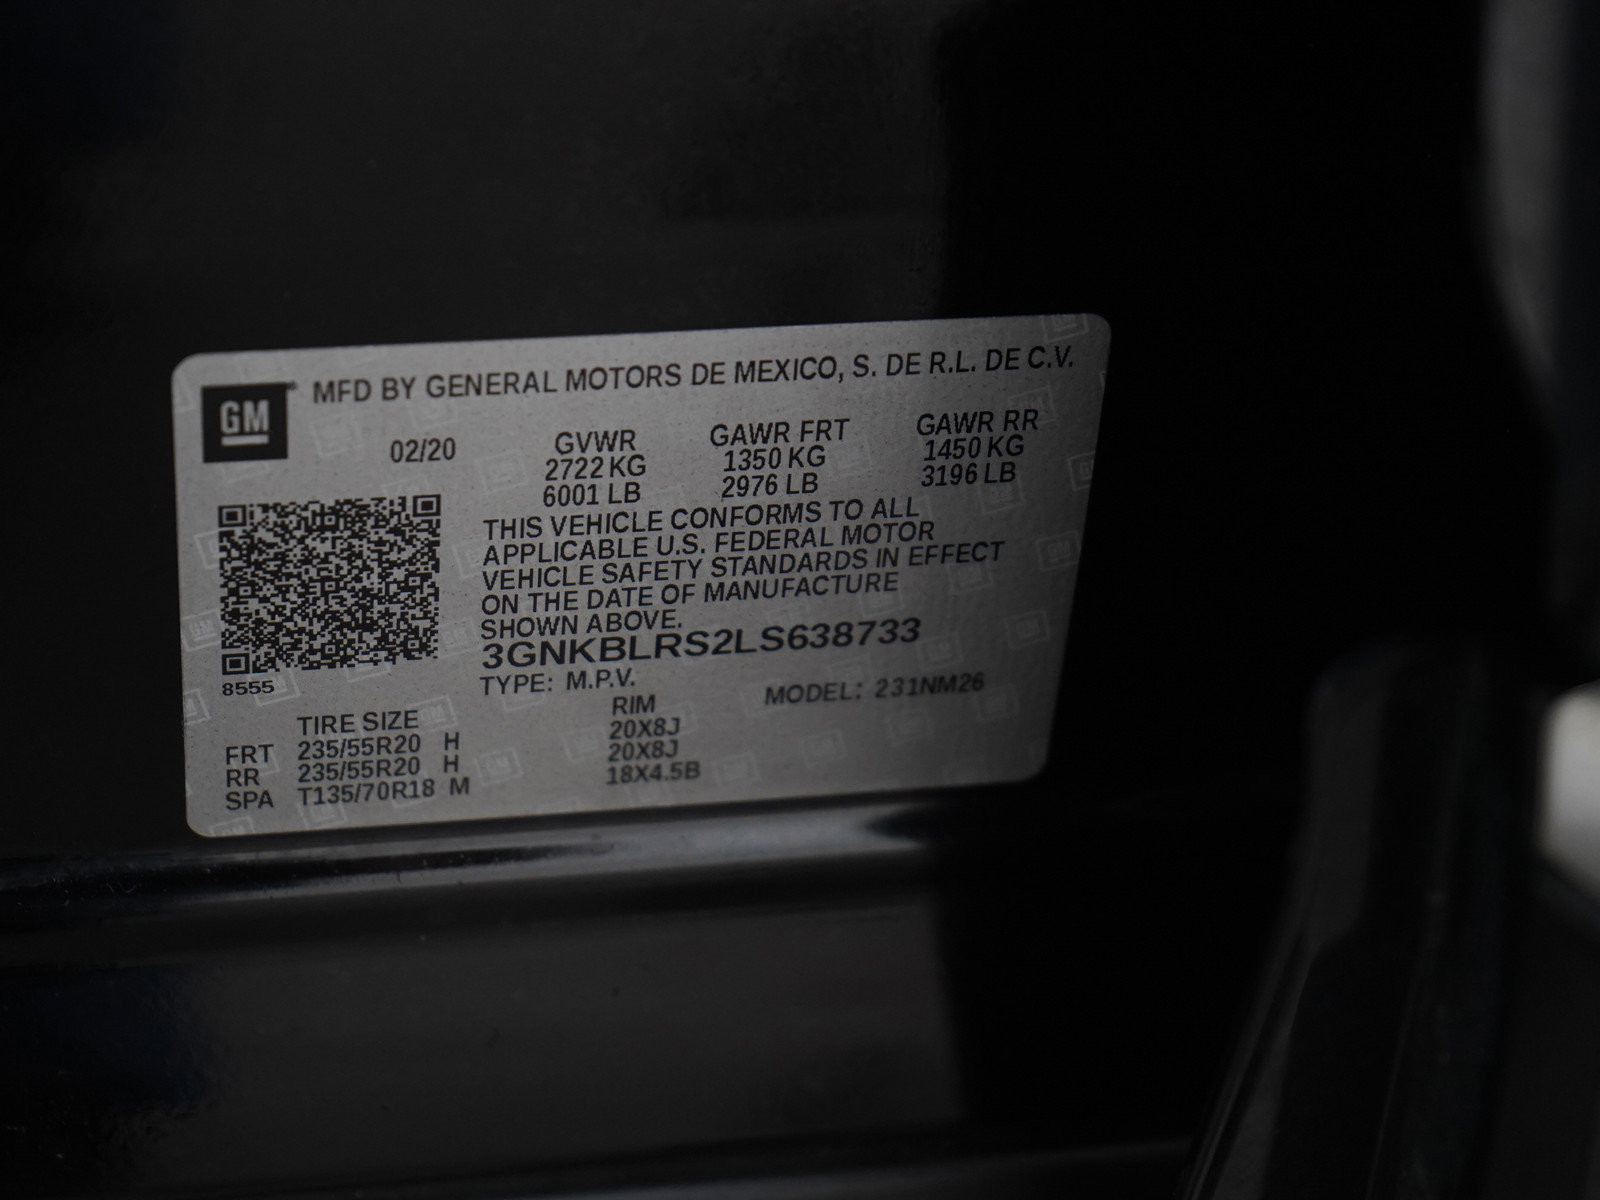 GM
MFD BY GENERAL MOTORS DE MEXICO, S. DE R.L. DE C.V.
02/20 GVWR GAWR FRT GAWR RR
2722 KG 1350 KG 1450 KG
6001 LB 2976 LB 3196 LB
THIS VEHICLE CONFORMS TO ALL
APPLICABLE U.S. FEDERAL MOTOR
VEHICLE SAFETY STANDARDS IN EFFECT
ON THE DATE OF MANUFACTURE
SHOWN ABOVE.
3GNKBLRS2LS638733
8555
TYPE: M.P.V. MODEL: 231NM26
TIRE SIZE RIM
FRT 235/55R20 H 20X8J
RR 235/55R20 H 20X8J
SPA T135/70R18 M 18X4.5B